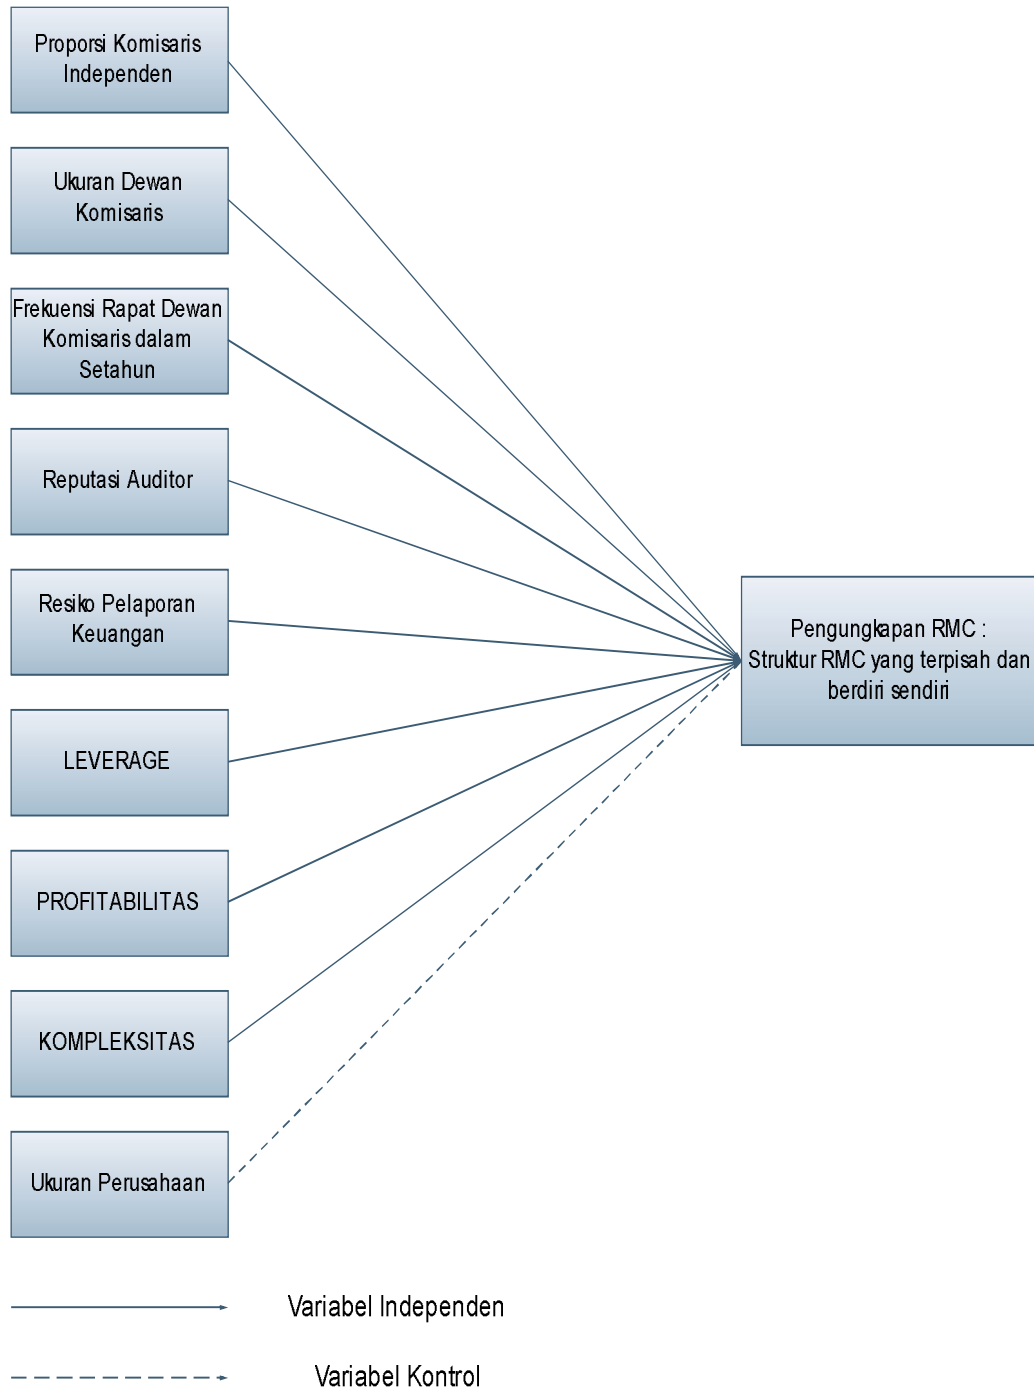 Proporsi Komisaris
Independen
Ukuran Dewan
Komisaris
Frekuensi Rapat Dewan
Komisaris dalam
Setahun
Reputasi Auditor
Resiko Pelaporan
Keuangan
LEVERAGE
PROFITABILITAS
KOMPLEKSITAS
Ukuran Perusahaan
Pengungkapan RMC :
Struktur RMC yang terpisah dan
berdiri sendiri
Variabel Independen
Variabel Kontrol